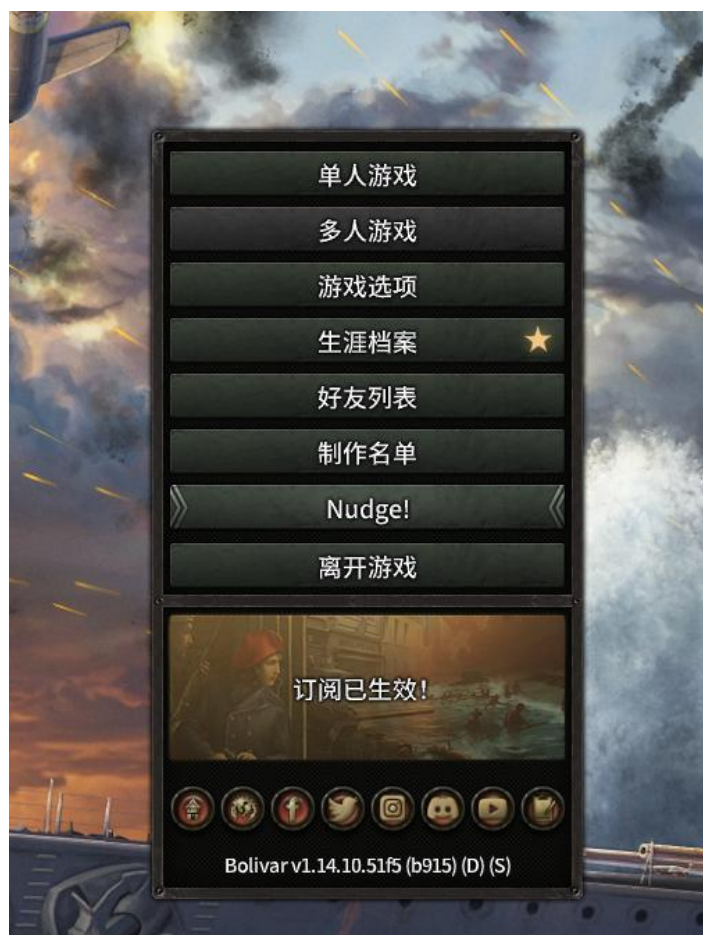 单人游戏
多人游戏
游戏选项
生涯档案
好友列表
制作名单
Nudge!
离开游戏
订阅已生效!
Bolivar v1.14.10.51f5 (b915) (D) (S)